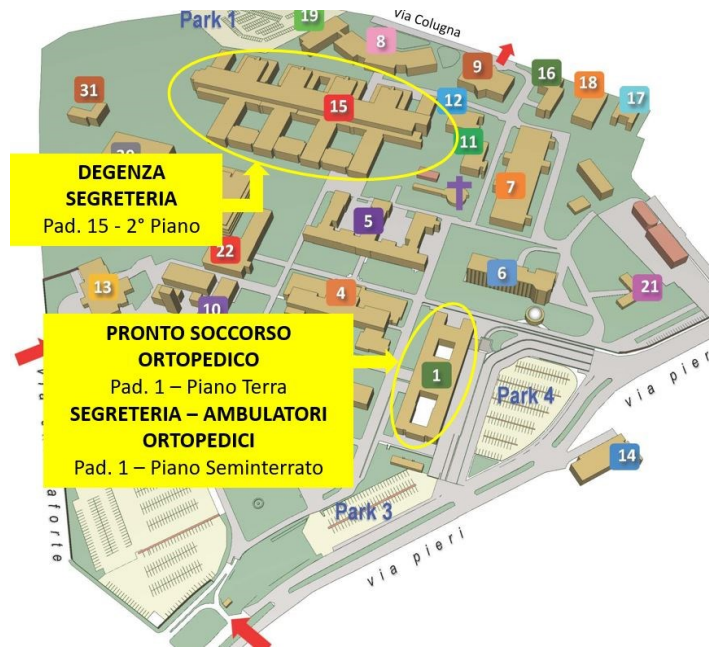 19
Park 1
via Colugna
8
9
16
31
18
15
12
17
11
DEGENZA
SEGRETERIA
Pad. 15 - 2° Piano
7
5
22
6
13
21
10
4
PRONTO SOCCORSO
ORTOPEDICO
Pad. 1 – Piano Terra
SEGRETERIA – AMBULATORI
ORTOPEDICI
Pad. 1 – Piano Seminterrato
1
via pieri
Park 4
14
Park 3
via pieri